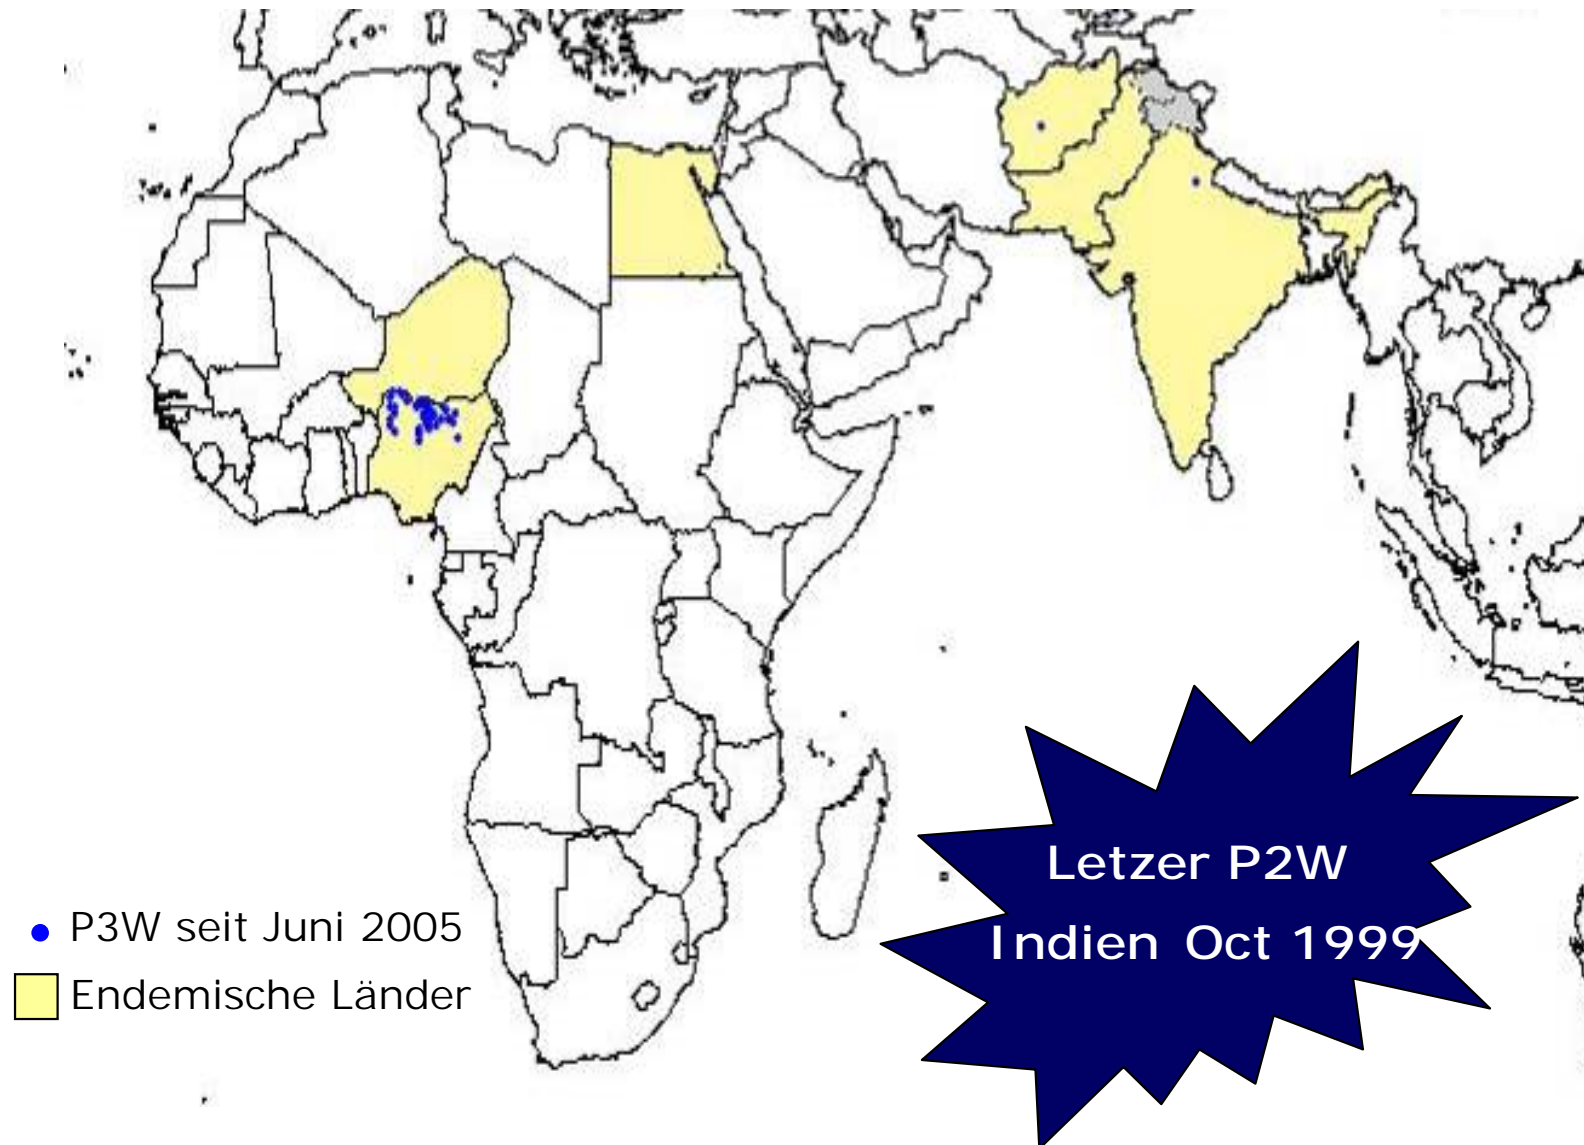 Letzer P2W
Indien Oct 1999
P3W seit Juni 2005
Endemische Länder